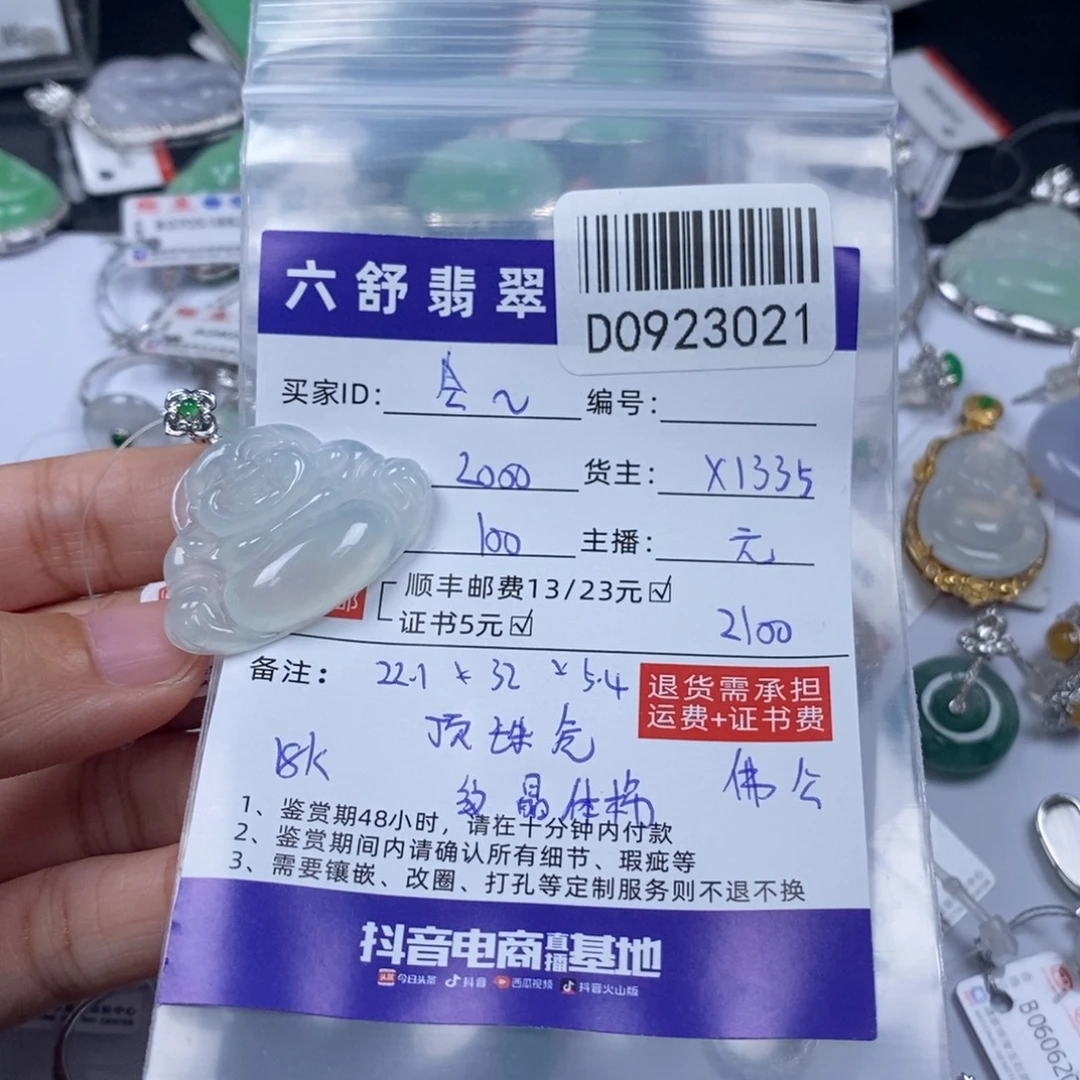 六舒翡翠
D0923021
买家ID: 编号:
2000 货主: X1335
100 主播: 元
邮
顺丰邮费13/23元☑
证书5元☑
2100
备注: 22.1 × 32 × 5.4
退货需承担
运费+证书费
顶珠
18k
佛公
1、鉴赏期48小时，请在十分钟内付款
2、鉴赏期间内请确认所有细节、瑕疵等
3、需要镶嵌、改圈、打孔等定制服务则不退不换
抖音电商直播基地
头条 今日头条 抖音 西瓜视频 抖音火山版
B06062